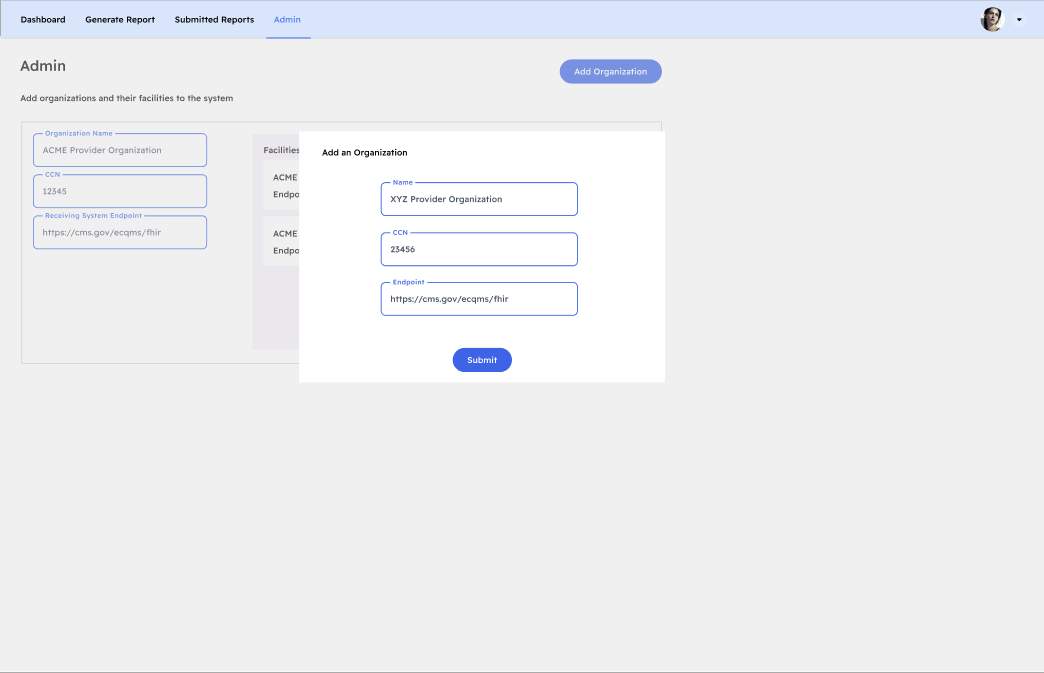 Dashboard Generate Report Submitted Reports Admin
Admin
Add Organization
Add organizations and their facilities to the system
Organization Name
ACME Provider Organization
CCN
12345
Receiving System Endpoint
https://cms.gov/ecqms/fhir
Facilities
ACME
Endpo
ACME
Endpo
Add an Organization
Name
XYZ Provider Organization
CCN
23456
Endpoint
https://cms.gov/ecqms/fhir
Submit